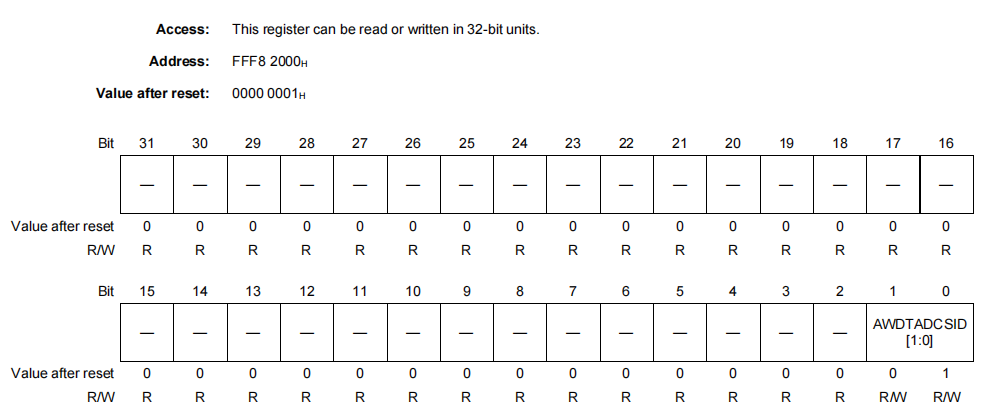 Access: This register can be read or written in 32-bit units.
Address: FFF8 2000H
Value after reset: 0000 0001H
Bit 31 30 29 28 27 26 25 24 23 22 21 20 19 18 17 16
— — — — — — — — — — — — — — — —
Value after reset 0 0 0 0 0 0 0 0 0 0 0 0 0 0 0 0
R/W R R R R R R R R R R R R R R R R
Bit 15 14 13 12 11 10 9 8 7 6 5 4 3 2 1 0
— — — — — — — — — — — — — — AWDTADCSID
[1:0]
Value after reset 0 0 0 0 0 0 0 0 0 0 0 0 0 0 0 1
R/W R R R R R R R R R R R R R R R/W R/W